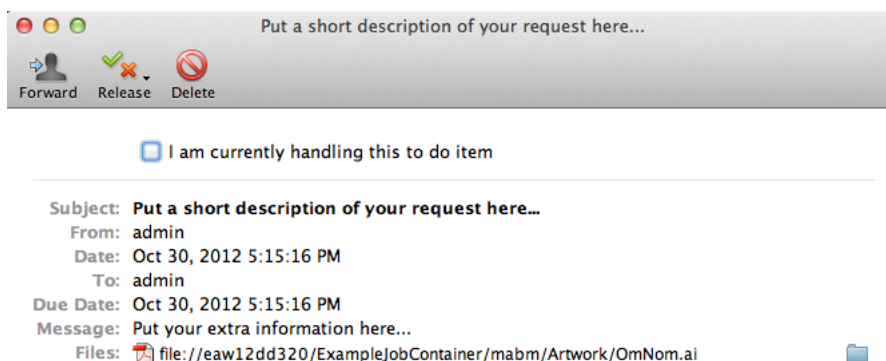 Put a short description of your request here...
Forward Release Delete
I am currently handling this to do item
Subject: Put a short description of your request here...
From: admin
Date: Oct 30, 2012 5:15:16 PM
To: admin
Due Date: Oct 30, 2012 5:15:16 PM
Message: Put your extra information here...
Files: file://eaw12dd320/ExampleJobContainer/mabm/Artwork/OmNom.ai